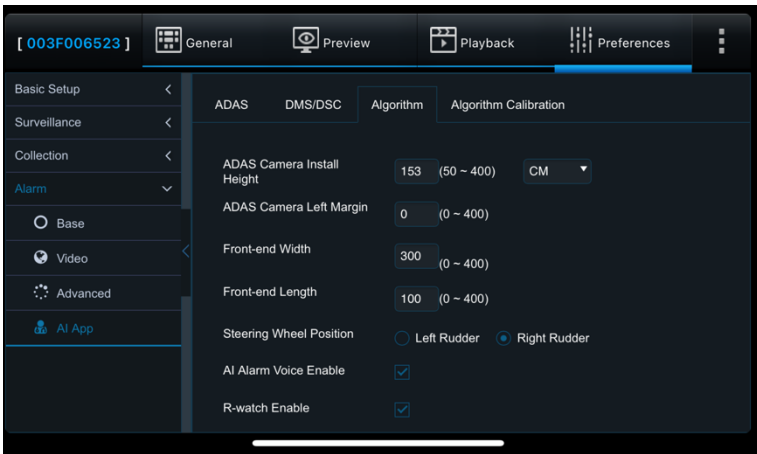 [ 003F006523 ]
General
Preview
Playback
Preferences
Basic Setup
Surveillance
Collection
Alarm
Base
Video
Advanced
AI App
ADAS
DMS/DSC
Algorithm
Algorithm Calibration
ADAS Camera Install
Height
153 (50 ~ 400) CM
ADAS Camera Left Margin
0 (0 ~ 400)
Front-end Width
300 (0 ~ 400)
Front-end Length
100 (0 ~ 400)
Steering Wheel Position
Left Rudder Right Rudder
AI Alarm Voice Enable
R-watch Enable